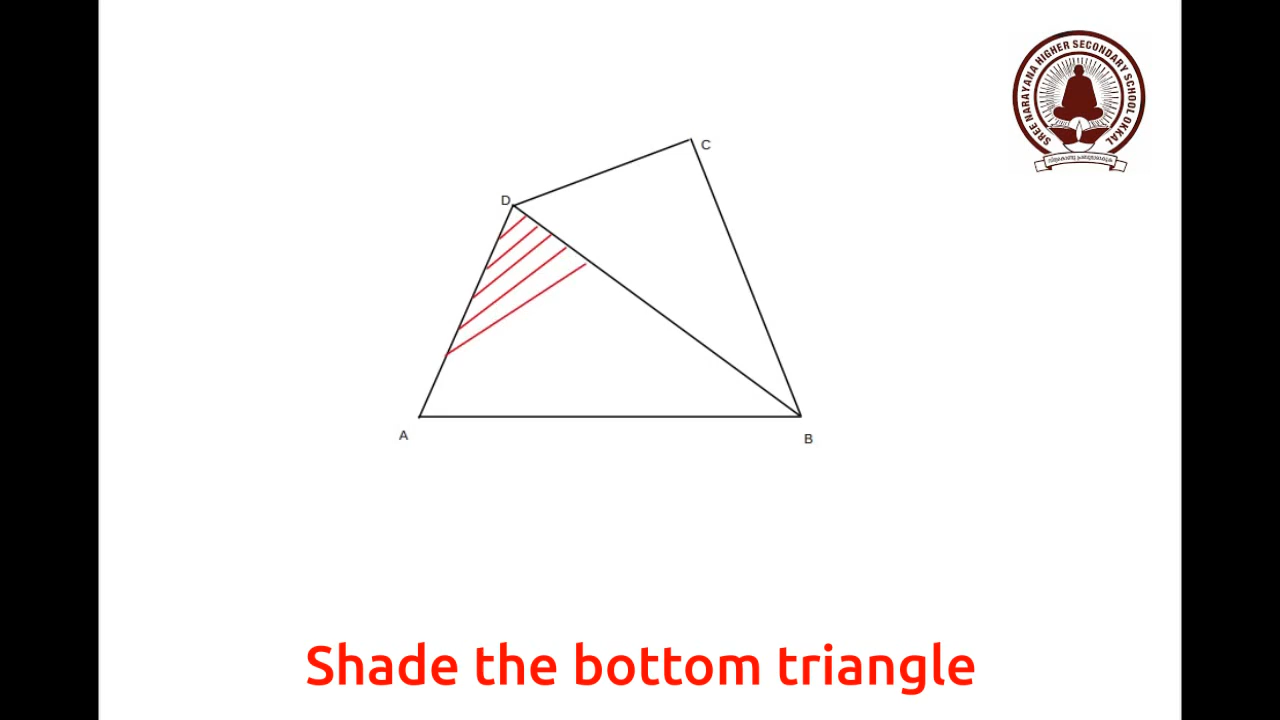 SREE NARAYANA HIGHER SECONDARY SCHOOL OKKAL
C
D
A
B
Shade the bottom triangle